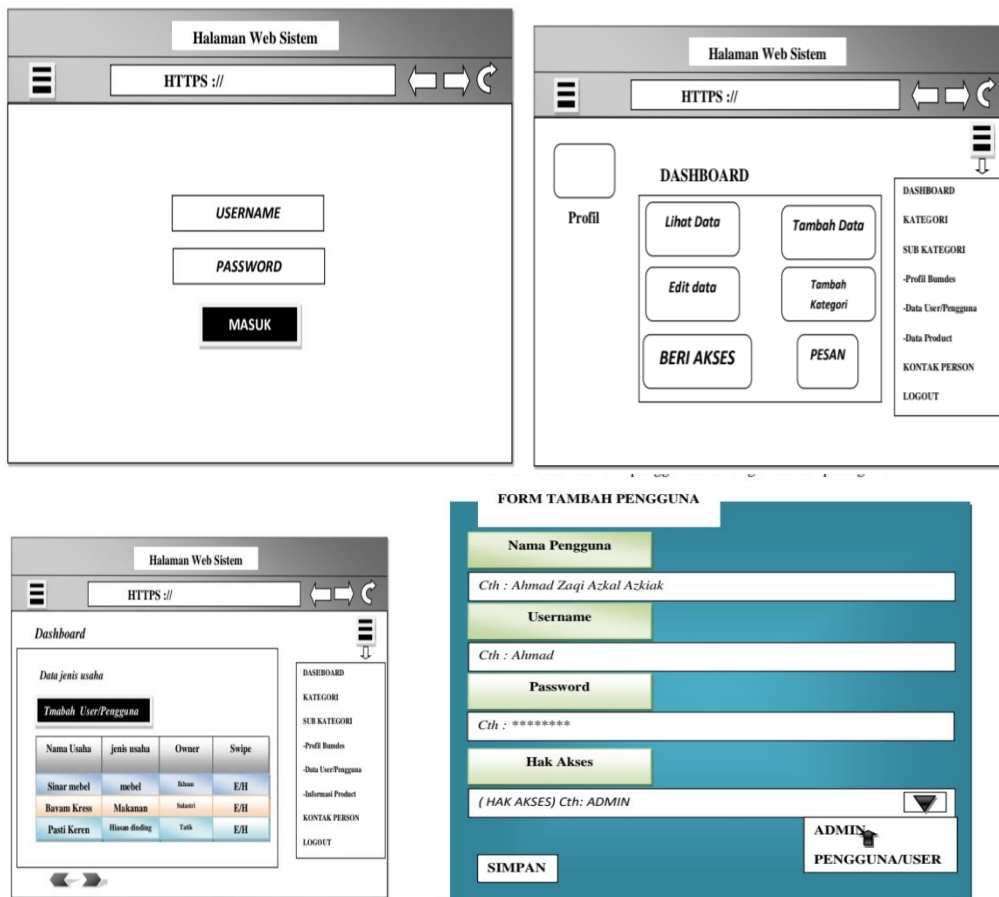 Halaman Web Sistem
HTTPS ://
USERNAME
PASSWORD
MASUK
Halaman Web Sistem
HTTPS ://
Profil
DASHBOARD
Lihat Data
Tambah Data
Edit data
Tambah
Kategori
BERI AKSES
PESAN
DASHBOARD
KATEGORI
SUB KATEGORI
-Profil Bumdes
-Data User/Pengguna
-Data Product
KONTAK PERSON
LOGOUT
Halaman Web Sistem
HTTPS ://
Dashboard
Data jenis usaha
Tmabah User/Pengguna
Nama Usaha jenis usaha Owner Swipe
Sinar mebel mebel Ikhsan E/H
Bavam Kress Makanan Sulastri E/H
Pasti Keren Hiasan dinding Tatik E/H
DASHBOARD
KATEGORI
SUB KATEGORI
-Profil Bumdes
-Data User/Pengguna
-Informasi Product
KONTAK PERSON
LOGOUT
FORM TAMBAH PENGGUNA
Nama Pengguna
Cth : Ahmad Zaqi Azkal Azkiak
Username
Cth : Ahmad
Password
Cth : ********
Hak Akses
( HAK AKSES) Cth: ADMIN
ADMIN
PENGGUNA/USER
SIMPAN